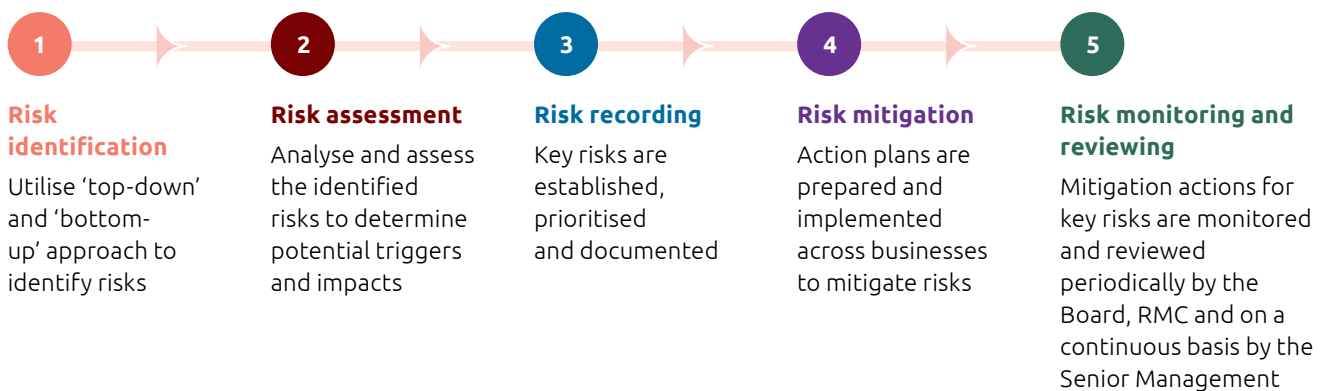 1
2
3
4
5
Risk
identification
Utilise ‘top-down’
and ‘bottom-
up’ approach to
identify risks
Risk assessment
Analyse and assess
the identified
risks to determine
potential triggers
and impacts
Risk recording
Key risks are
established,
prioritised
and documented
Risk mitigation
Action plans are
prepared and
implemented
across businesses
to mitigate risks
Risk monitoring and
reviewing
Mitigation actions for
key risks are monitored
and reviewed
periodically by the
Board, RMC and on a
continuous basis by the
Senior Management